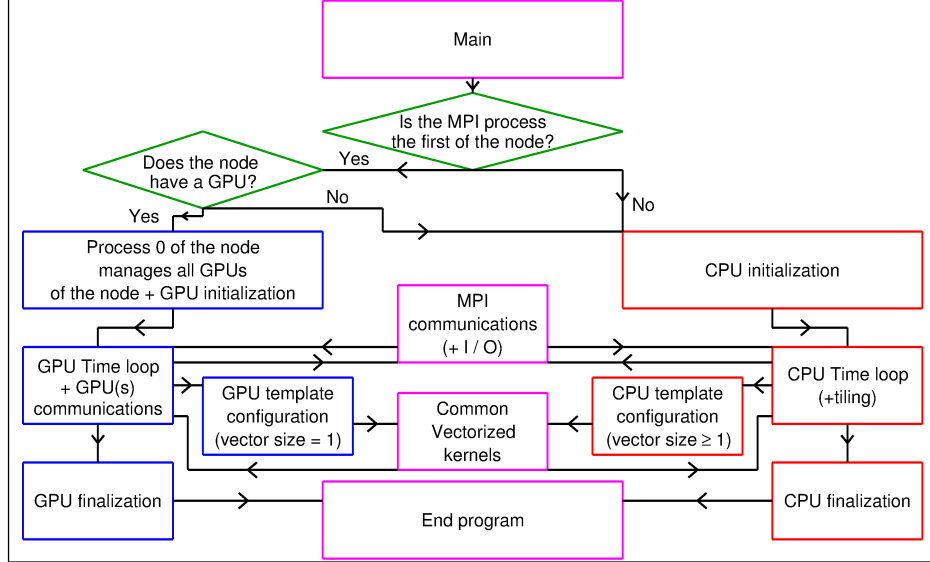 Main
Is the MPI process
the first of the node?
Does the node
have a GPU?
Yes
No
No
Yes
Process 0 of the node
manages all GPUs
of the node + GPU initialization
CPU initialization
MPI
communications
(+ I / O)
GPU Time loop
+ GPU(s)
communications
GPU template
configuration
(vector size = 1)
Common
Vectorized
kernels
CPU template
configuration
(vector size ≥ 1)
CPU Time loop
(+tiling)
GPU finalization
End program
CPU finalization